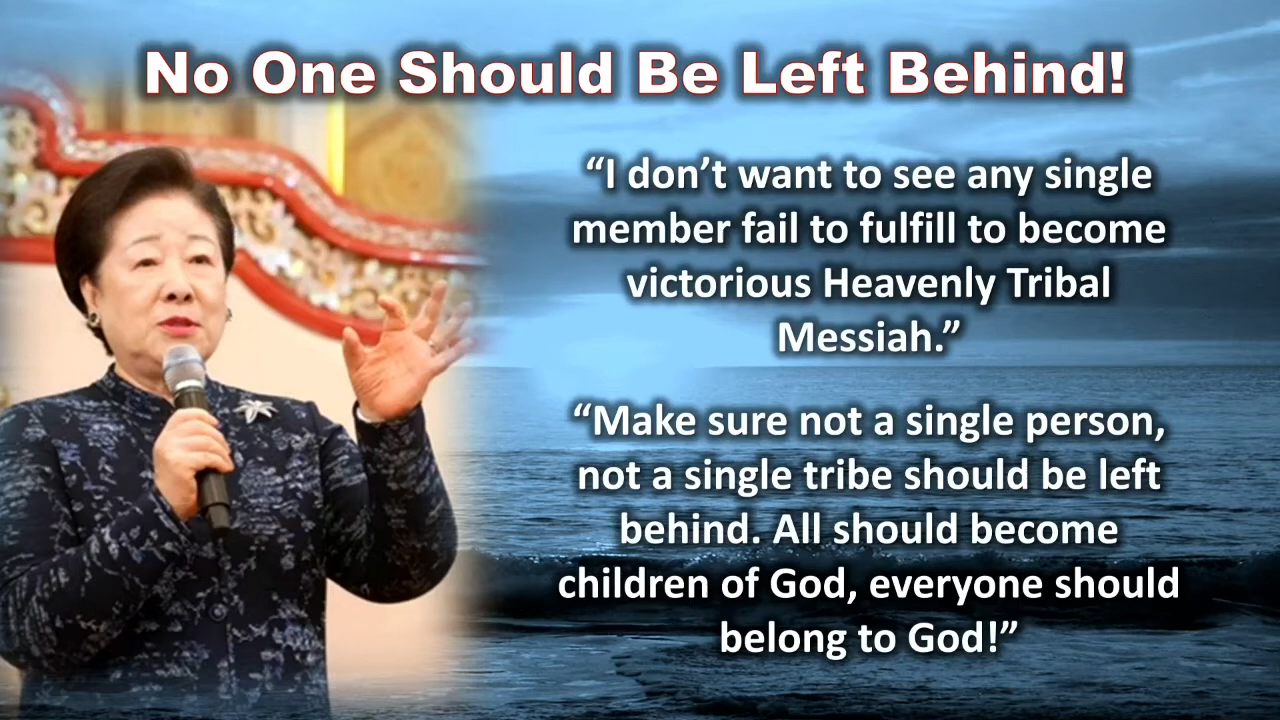 No One Should Be Left Behind!
“I don’t want to see any single
member fail to fulfill to become
victorious Heavenly Tribal
Messiah.”
“Make sure not a single person,
not a single tribe should be left
behind. All should become
children of God, everyone should
belong to God!”